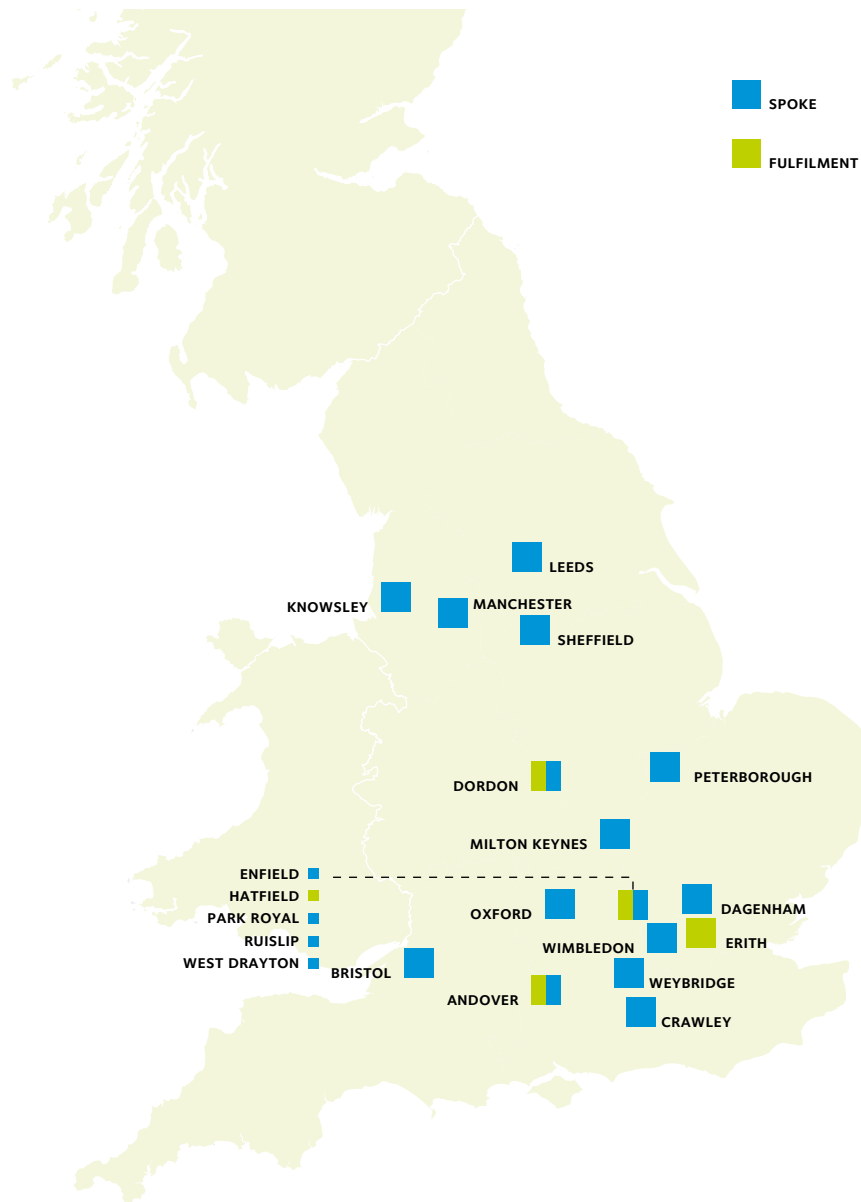 SPOKE
FULFILMENT
LEEDS
KNOWSLEY
MANCHESTER
SHEFFIELD
DORDON
PETERBOROUGH
MILTON KEYNES
ENFIELD
HATFIELD
PARK ROYAL
RUISLIP
WEST DRAYTON
OXFORD
DAGENHAM
WIMBLEDON
ERITH
BRISTOL
WEYBRIDGE
ANDOVER
CRAWLEY